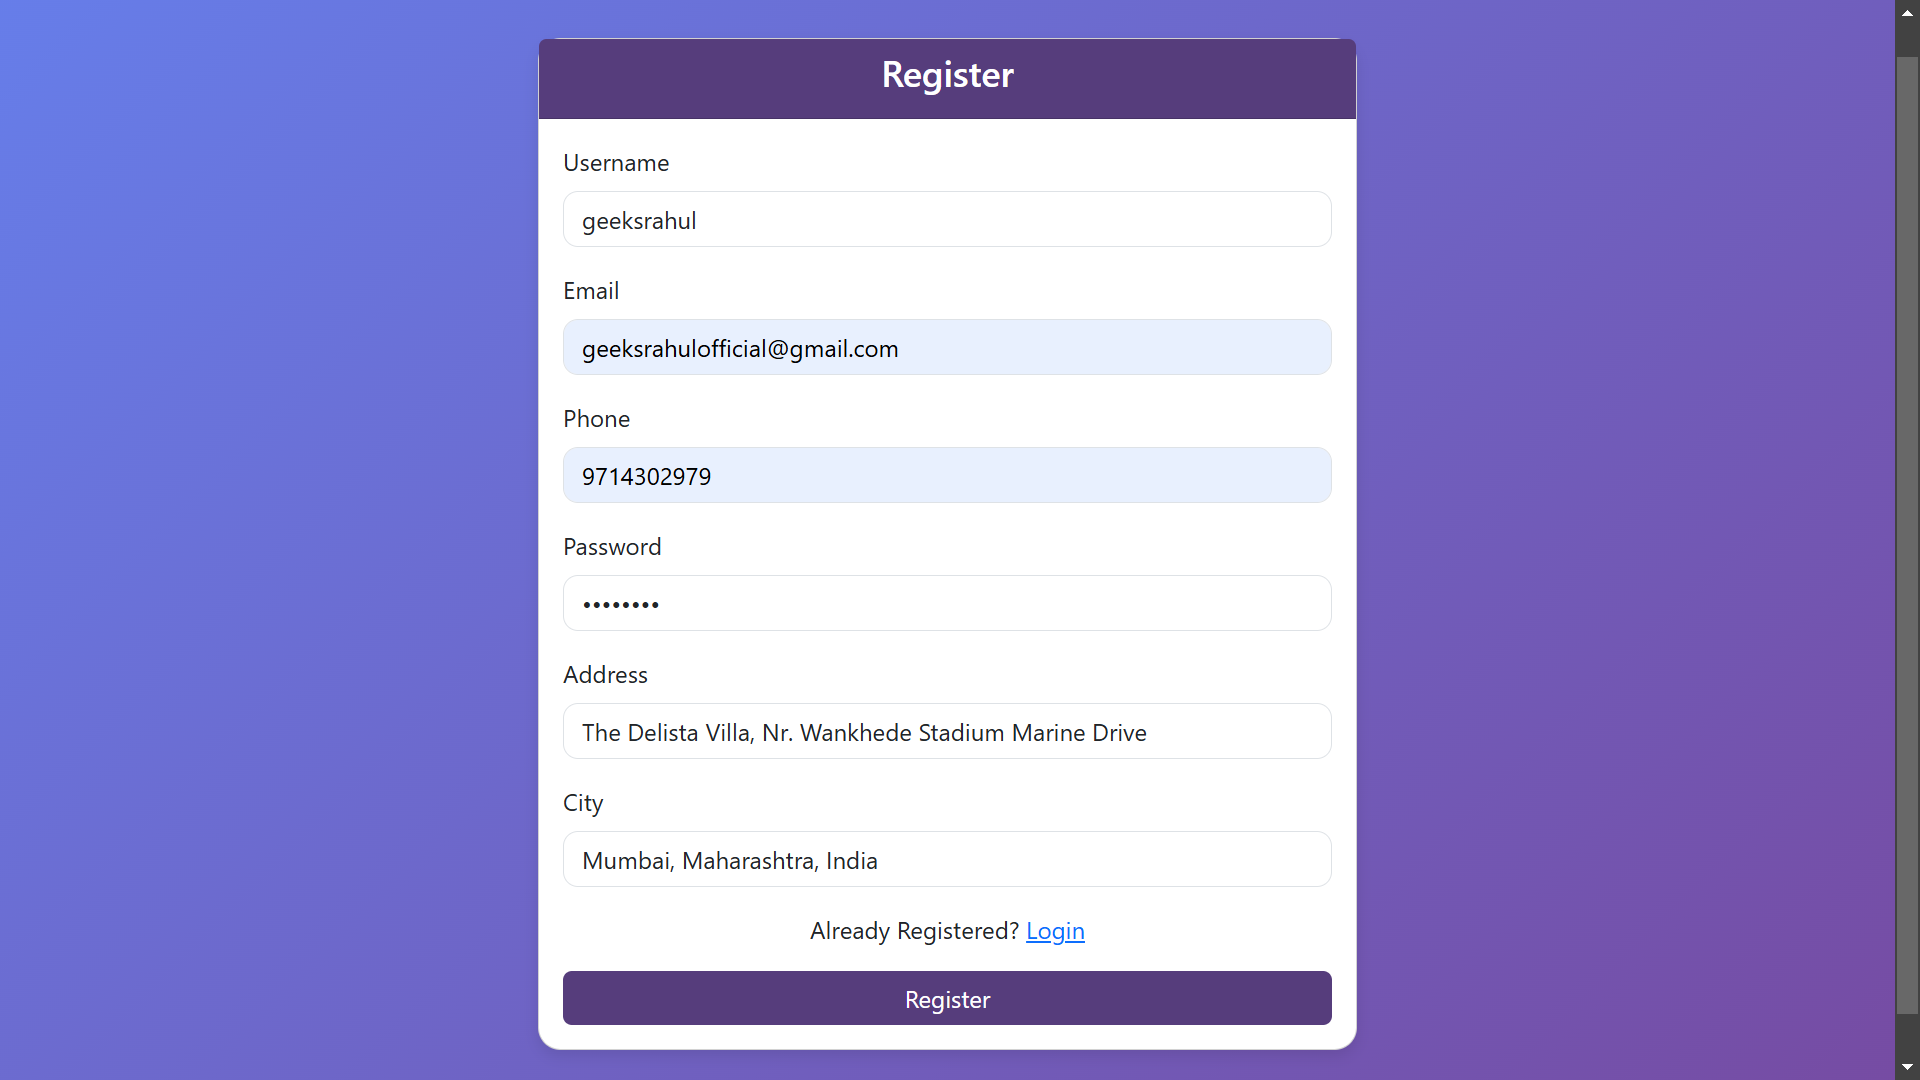 Register
Username
geeksrahul
Email
geeksrahulofficial@gmail.com
Phone
9714302979
Password
••••••••
Address
The Delista Villa, Nr. Wankhede Stadium Marine Drive
City
Mumbai, Maharashtra, India
Already Registered? Login
Register